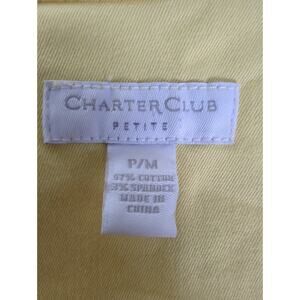 CHARTER CLUB
PETITE
P/M
97% COTTON
3% SPANDEX
MADE IN
CHINA